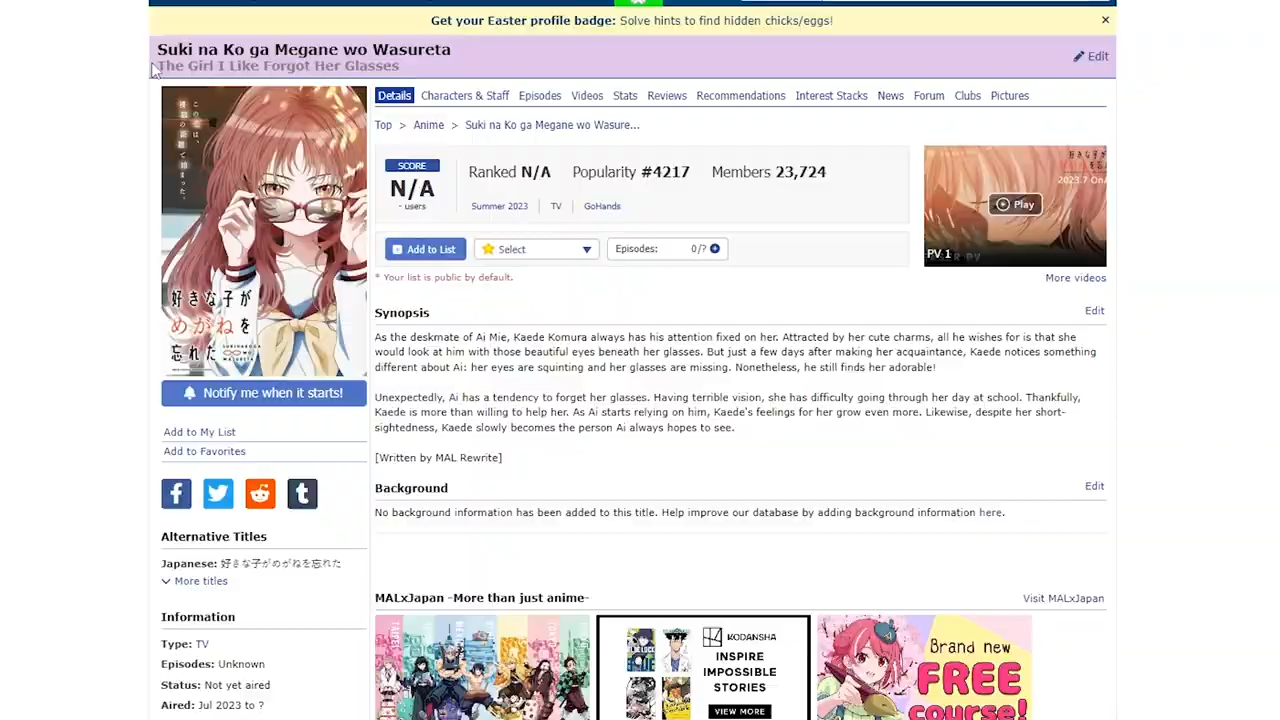 Get your Easter profile badge: Solve hints to find hidden chicks/eggs!
×
Suki na Ko ga Megane wo Wasureta
The Girl I Like Forgot Her Glasses
Edit
Details Characters & Staff Episodes Videos Stats Reviews Recommendations Interest Stacks News Forum Clubs Pictures
Top > Anime > Suki na Ko ga Megane wo Wasure...
SCORE
N/A
- users
Ranked N/A Popularity #4217 Members 23,724
Summer 2023 TV GoHands
Play
PV 1
Add to List Select Episodes: 0/?
* Your list is public by default.
More videos
好きな子が
めがねを
忘れた
Notify me when it starts!
Add to My List
Add to Favorites
Synopsis
Edit
As the deskmate of Ai Mie, Kaede Komura always has his attention fixed on her. Attracted by her cute charms, all he wishes for is that she
would look at him with those beautiful eyes beneath her glasses. But just a few days after making her acquaintance, Kaede notices something
different about Ai: her eyes are squinting and her glasses are missing. Nonetheless, he still finds her adorable!
Unexpectedly, Ai has a tendency to forget her glasses. Having terrible vision, she has difficulty going through her day at school. Thankfully,
Kaede is more than willing to help her. As Ai starts relying on him, Kaede's feelings for her grow even more. Likewise, despite her short-
sightedness, Kaede slowly becomes the person Ai always hopes to see.
[Written by MAL Rewrite]
Background
Edit
No background information has been added to this title. Help improve our database by adding background information here.
Alternative Titles
Japanese: 好きな子がめがねを忘れた
More titles
Information
Type: TV
Episodes: Unknown
Status: Not yet aired
Aired: Jul 2023 to ?
MALxJapan -More than just anime-
Visit MALxJapan
KODANSHA
INSPIRE
IMPOSSIBLE
STORIES
VIEW MORE
Brand new
FREE
course!